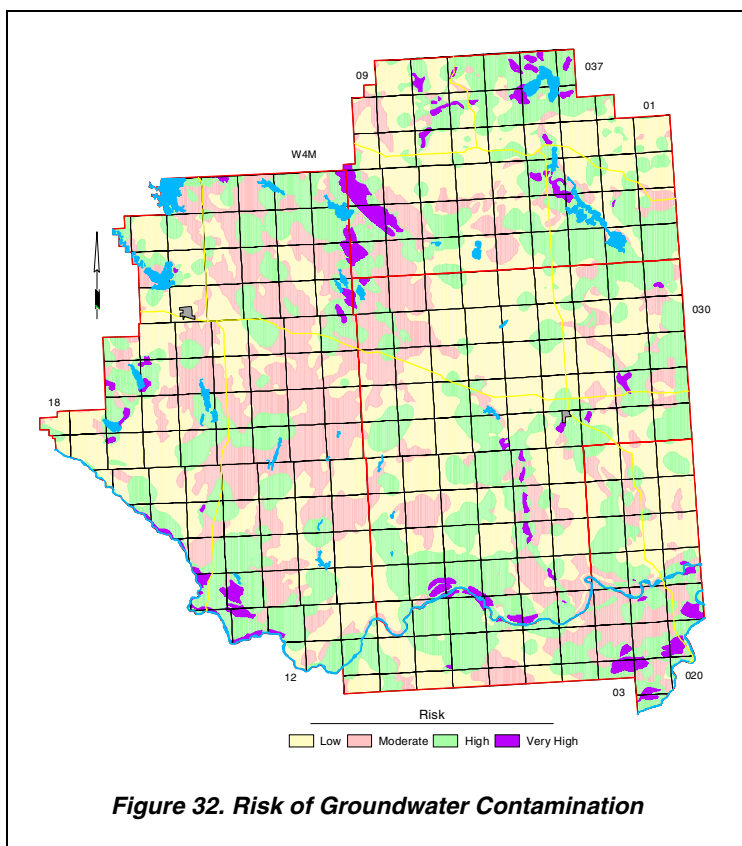 09
037
01
W4M
030
18
12
03
020
Risk
Low Moderate High Very High
Figure 32. Risk of Groundwater Contamination